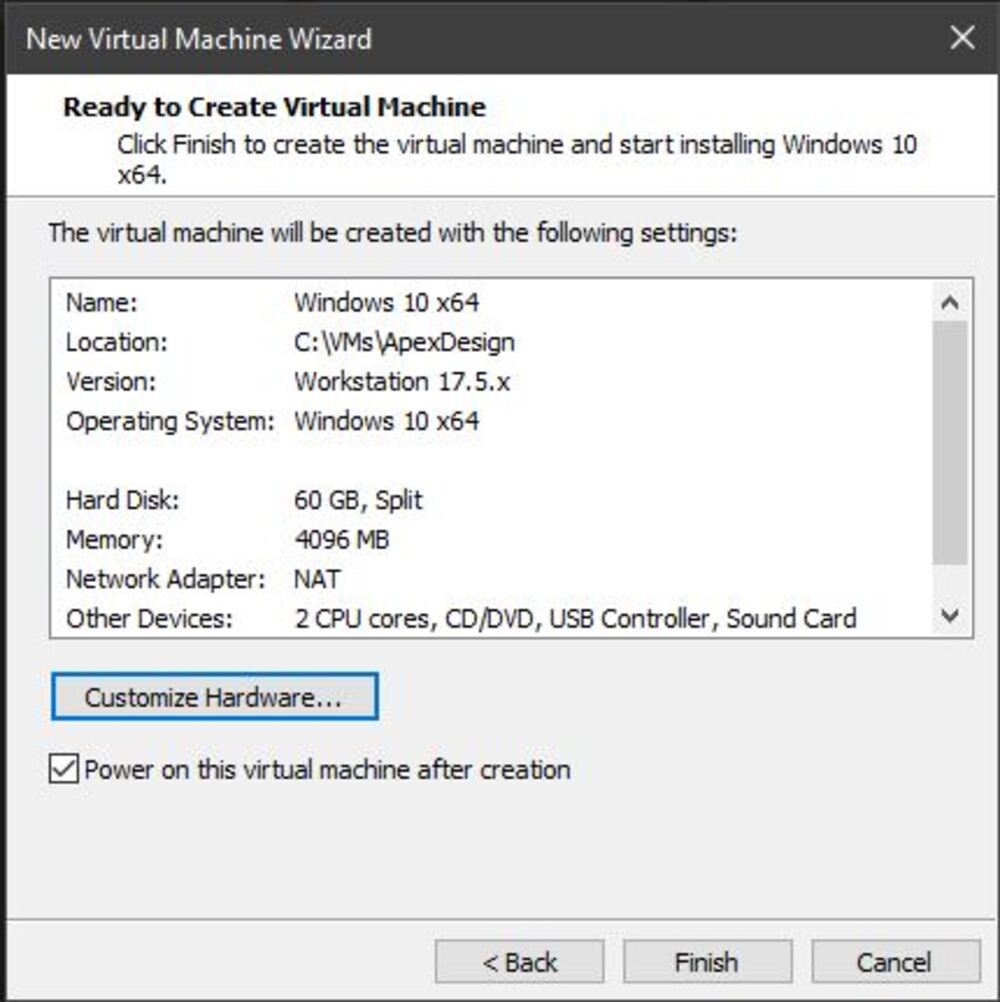 New Virtual Machine Wizard
Ready to Create Virtual Machine
Click Finish to create the virtual machine and start installing Windows 10
x64.
The virtual machine will be created with the following settings:
Name: Windows 10 x64
Location: C:\VMs\ApexDesign
Version: Workstation 17.5.x
Operating System: Windows 10 x64
Hard Disk: 60 GB, Split
Memory: 4096 MB
Network Adapter: NAT
Other Devices: 2 CPU cores, CD/DVD, USB Controller, Sound Card
Customize Hardware...
Power on this virtual machine after creation
< Back Finish Cancel